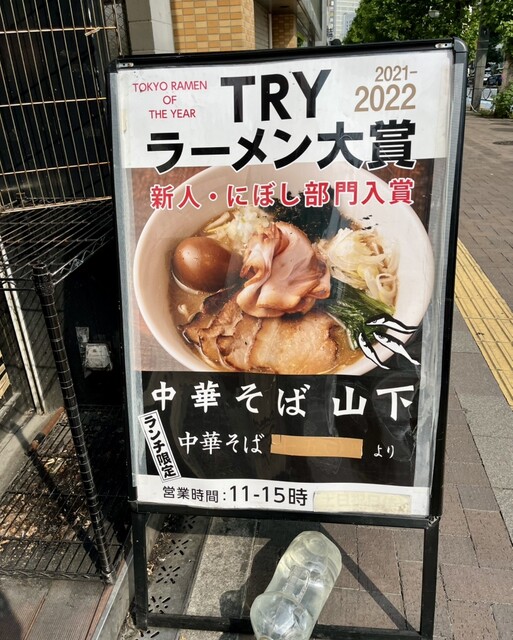 TOKYO RAMEN
OF
THE YEAR
TRY
2021-
2022
ラーメン大賞
新人・にぼし部門入賞
中華そば 山下
ランチ限定
中華そば より
営業時間:11-15時